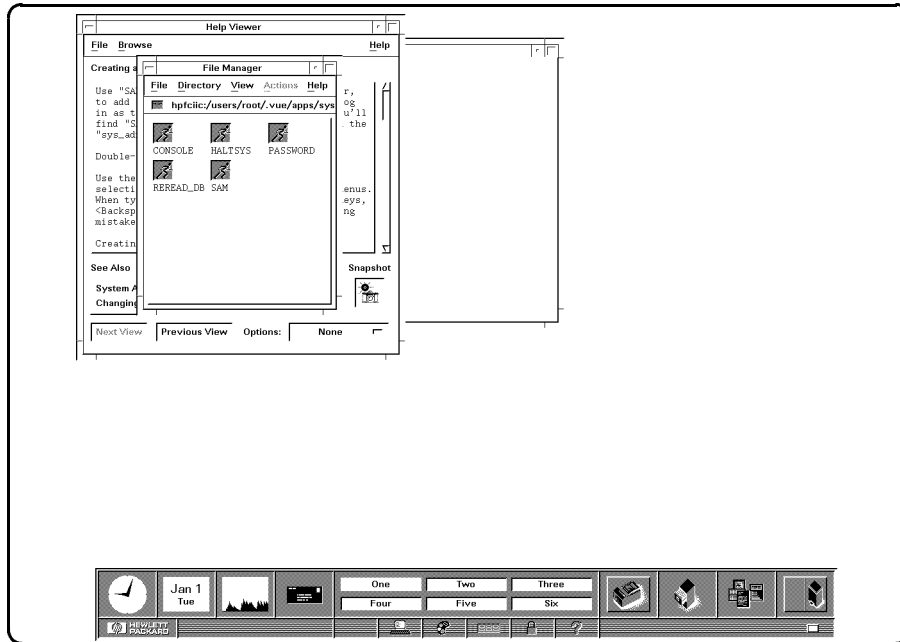 Help Viewer
File Browse Help
Creating a
Use "SA
to add
in as t
find "S
"sys_ad
Double-
Use the
selecti
When ty
<Backsp
mistake
Creatin
r,
og
u'll
the
enus.
eys,
ng
See Also
System A
Changing
Snapshot
Next View Previous View Options: None
File Manager
File Directory View Actions Help
hpfciic:/users/root/.vue/apps/sys
CONSOLE HALTSYS PASSWORD
REREAD_DB SAM
Jan 1
Tue
One Two Three
Four Five Six
hp HEWLETT
PACKARD